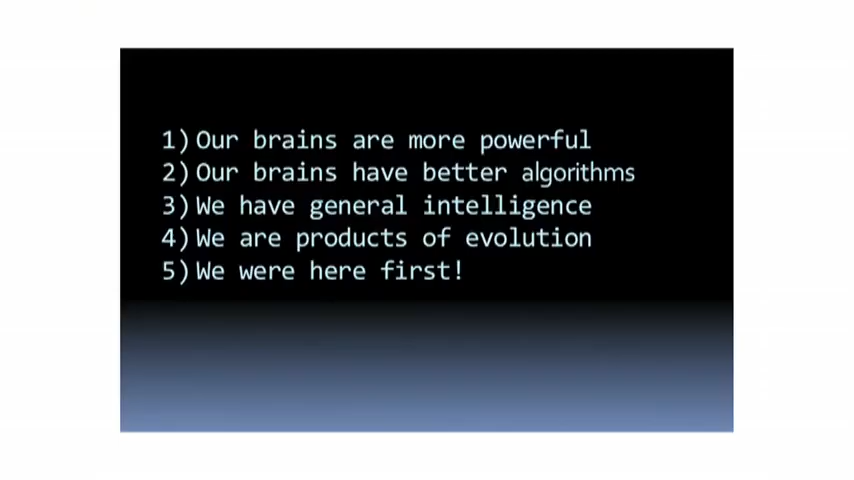 1) Our brains are more powerful
2) Our brains have better algorithms
3) We have general intelligence
4) We are products of evolution
5) We were here first!